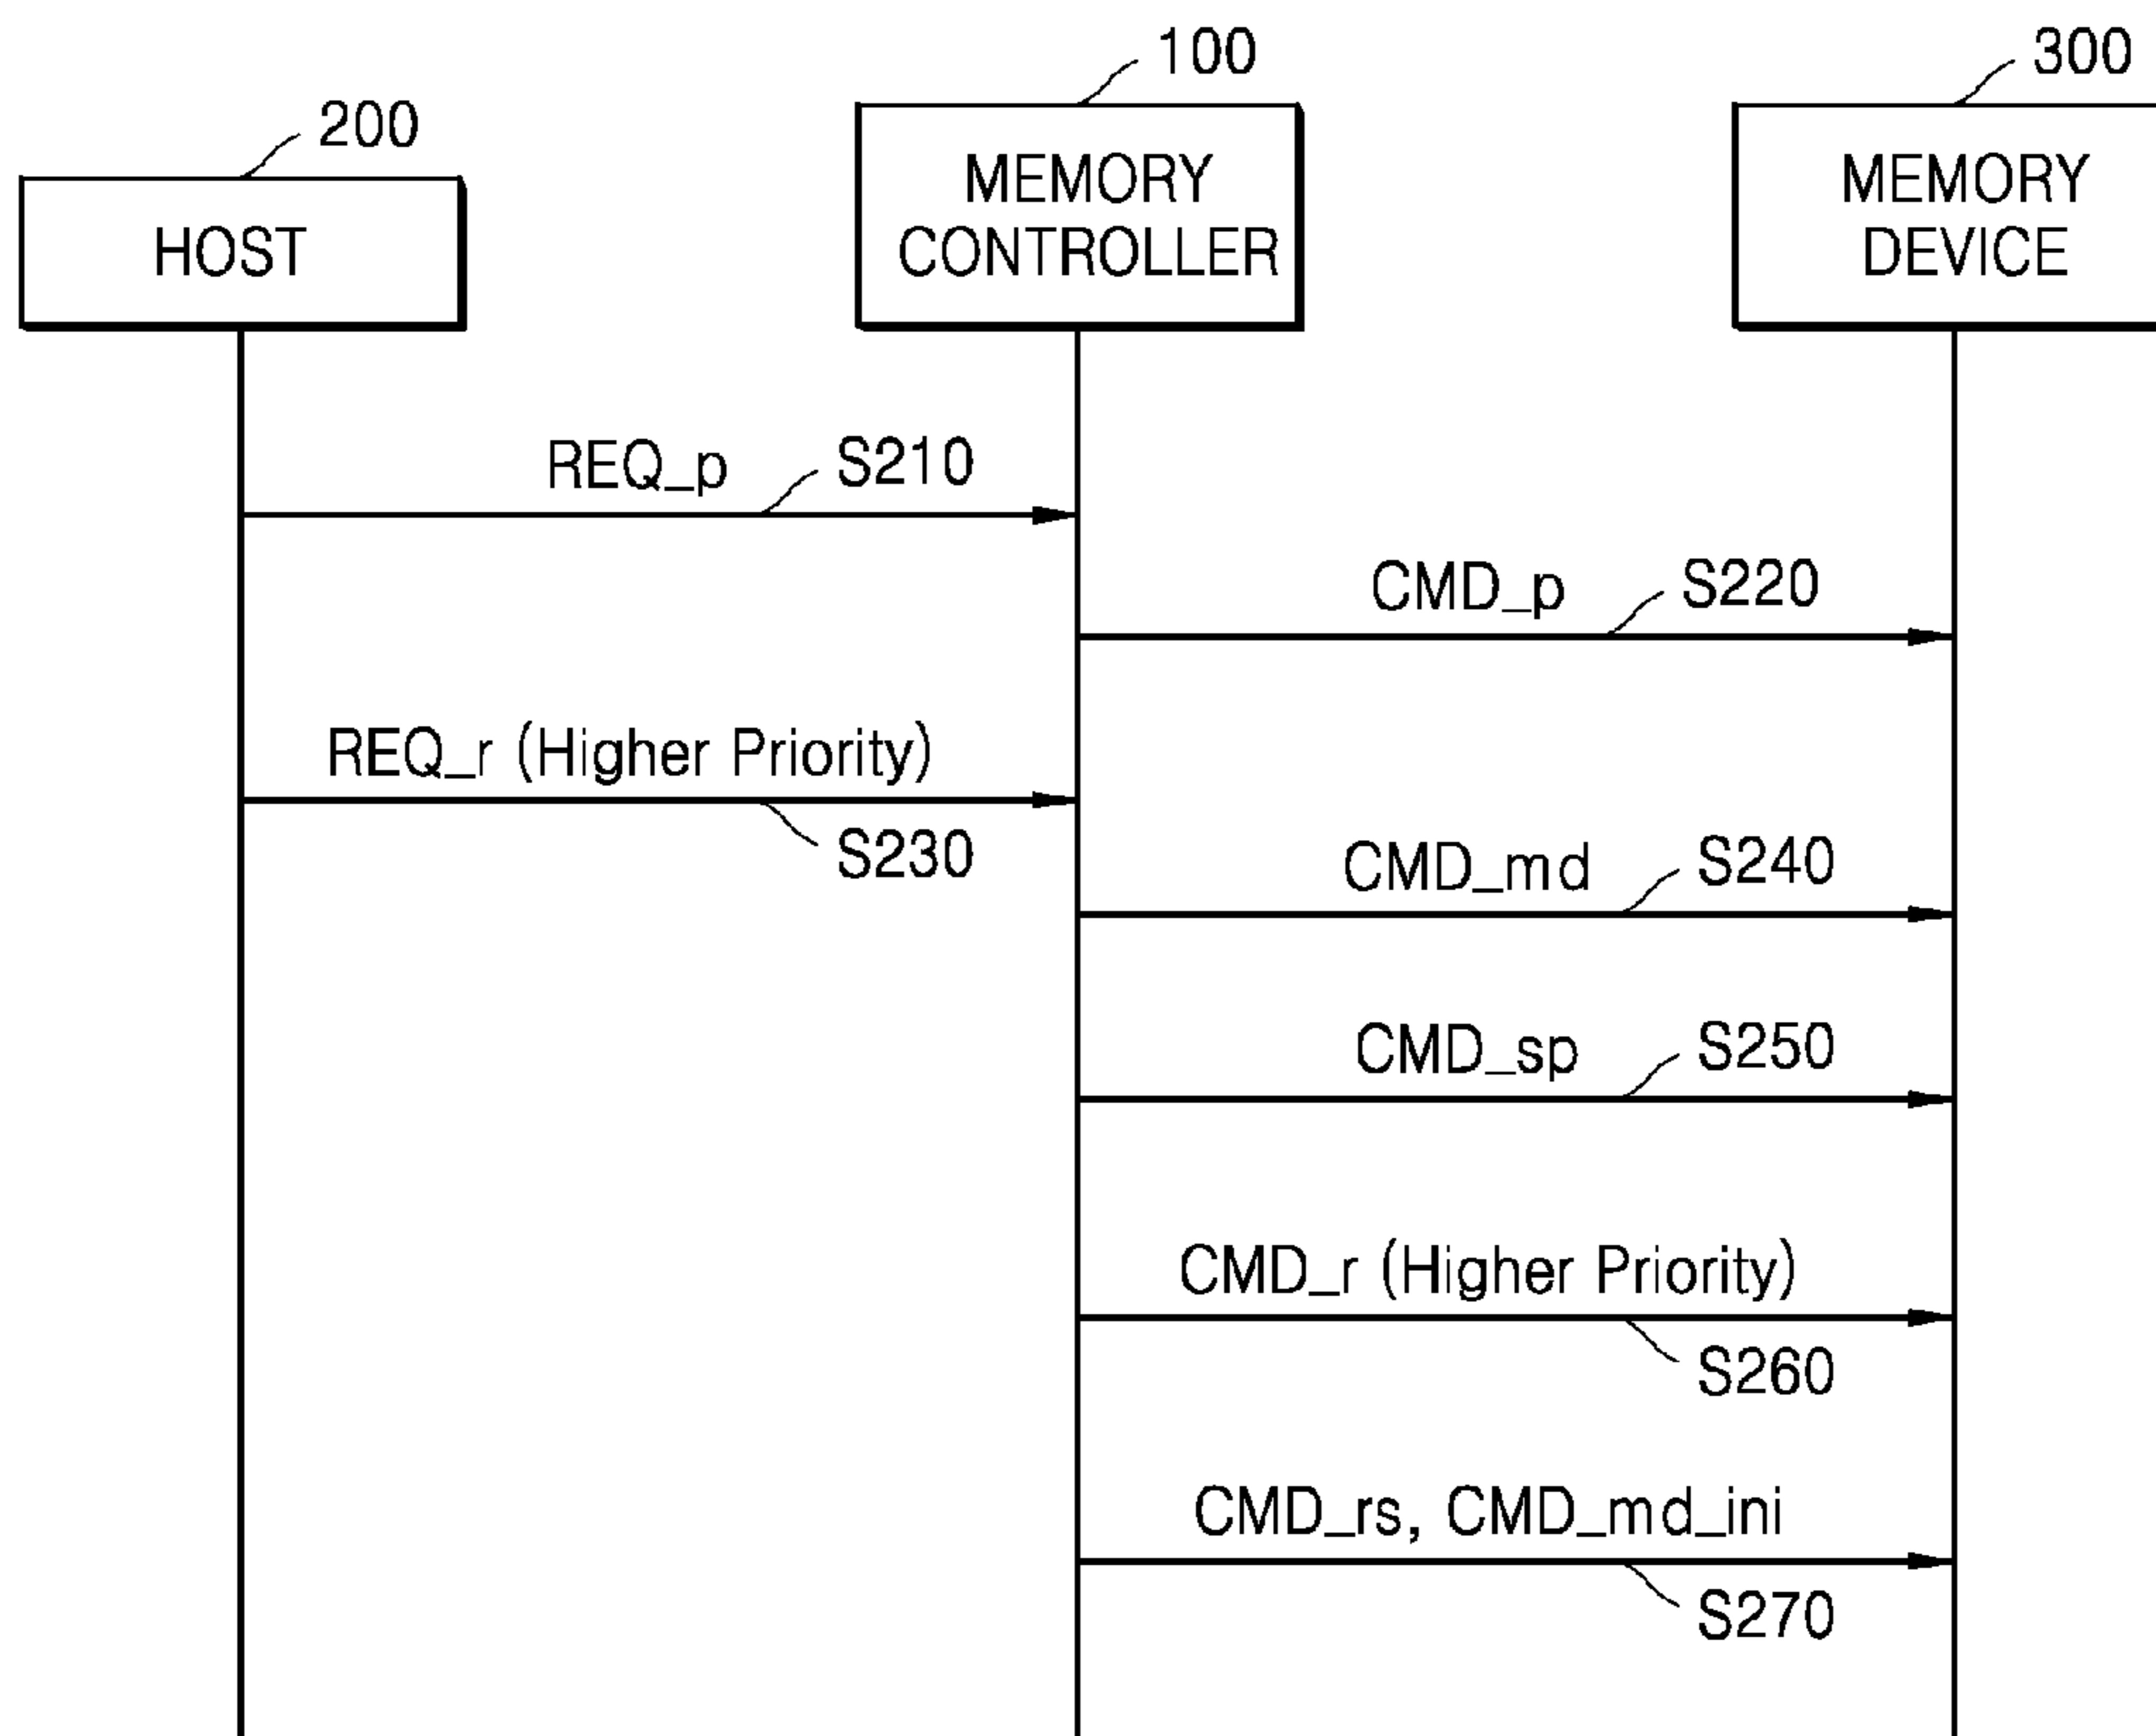 100
300
200
MEMORY
CONTROLLER
MEMORY
DEVICE
HOST
REQ_p
S210
CMD_p
S220
REQ_r (Higher Priority)
S230
CMD_md
S240
CMD_sp
S250
CMD_r (Higher Priority)
S260
CMD_rs, CMD_md_ini
S270